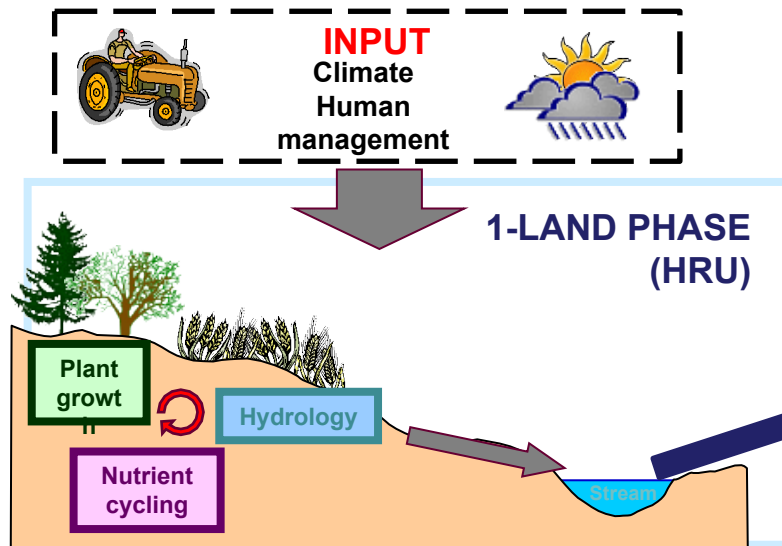 INPUT
Climate
Human
management
1-LAND PHASE
(HRU)
Plant
growt
h
Hydrology
Nutrient
cycling
Stream